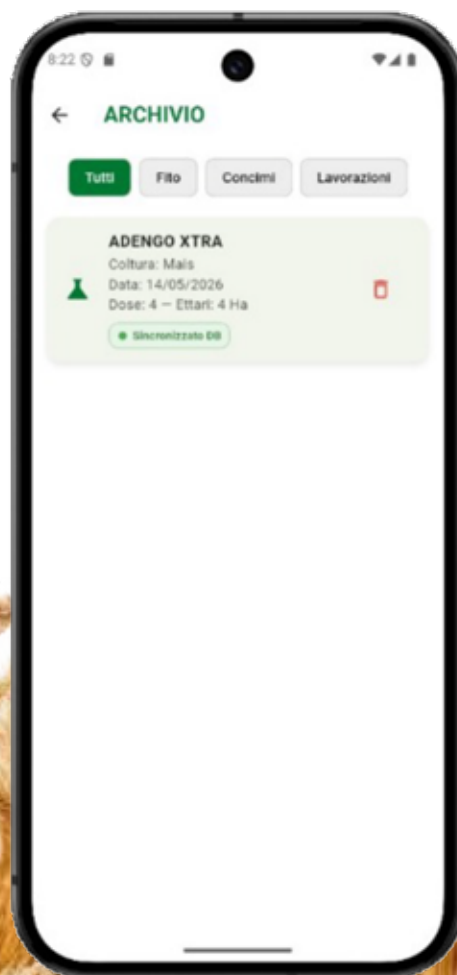 8:22
ARCHIVIO
Tutti Fito Concimi Lavorazioni
ADENGO XTRA
Coltura: Mais
Data: 14/05/2026
Dose: 4 — Ettari: 4 Ha
Sincronizzato DB